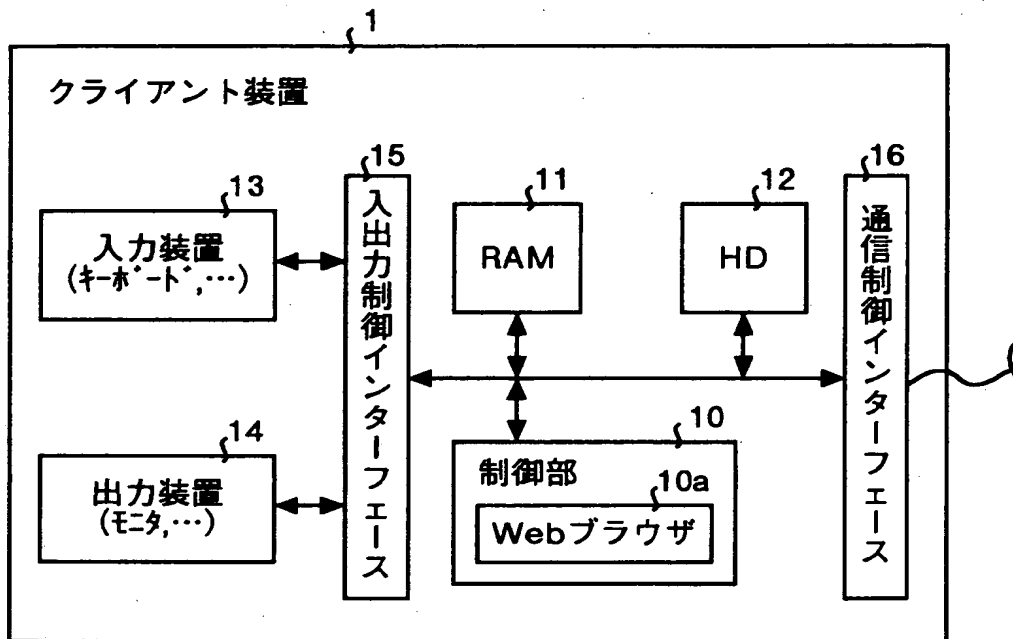 1
クライアント装置
13
入力装置
(ｷｰﾎﾞｰﾄﾞ,…)
14
出力装置
(ﾓﾆﾀ,…)
15
入出力制御インターフェース
11
RAM
12
HD
10
制御部
10a
Webブラウザ
16
通信制御インターフェース